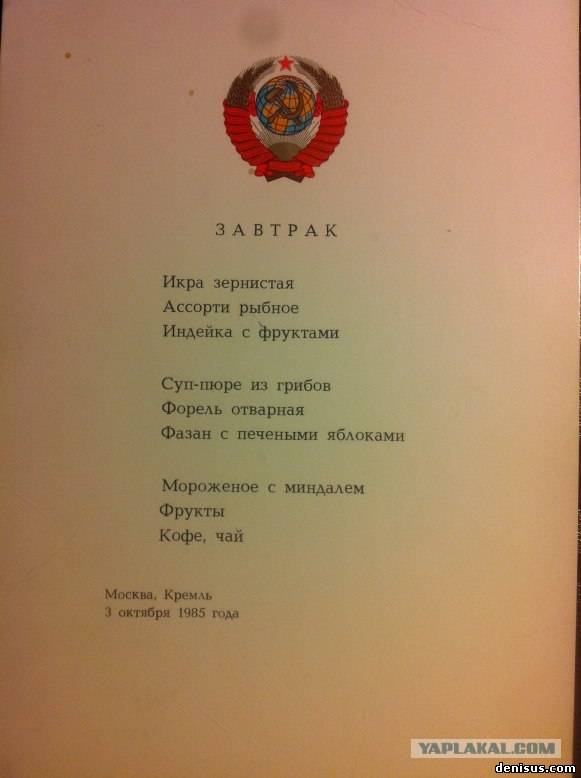 ЗАВТРАК
Икра зернистая
Ассорти рыбное
Индейка с фруктами
Суп-пюре из грибов
Форель отварная
Фазан с печеными яблоками
Мороженое с миндалем
Фрукты
Кофе, чай
Москва, Кремль
3 октября 1985 года
YAPLAKAL.COM
denisus.com